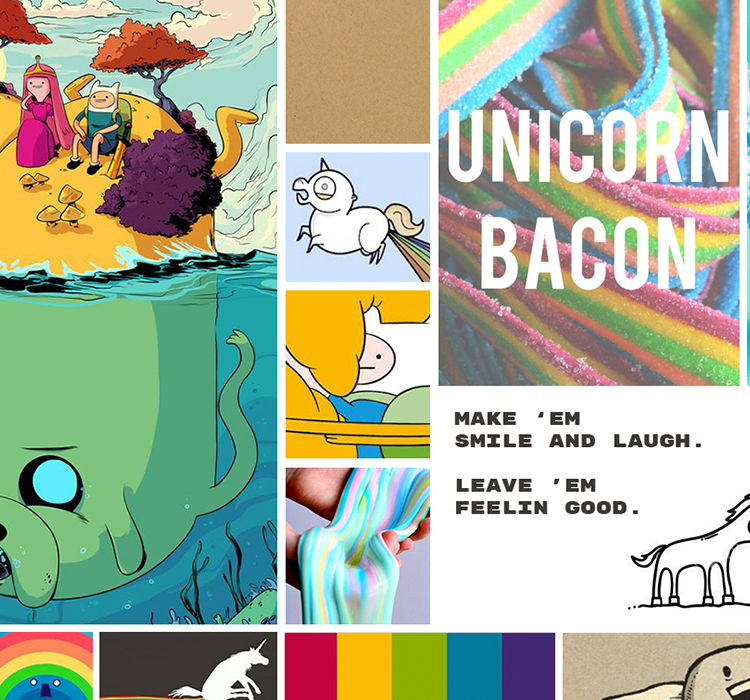 UNICORN
BACON
MAKE ‘EM
SMILE AND LAUGH.
LEAVE ’EM
FEELIN GOOD.